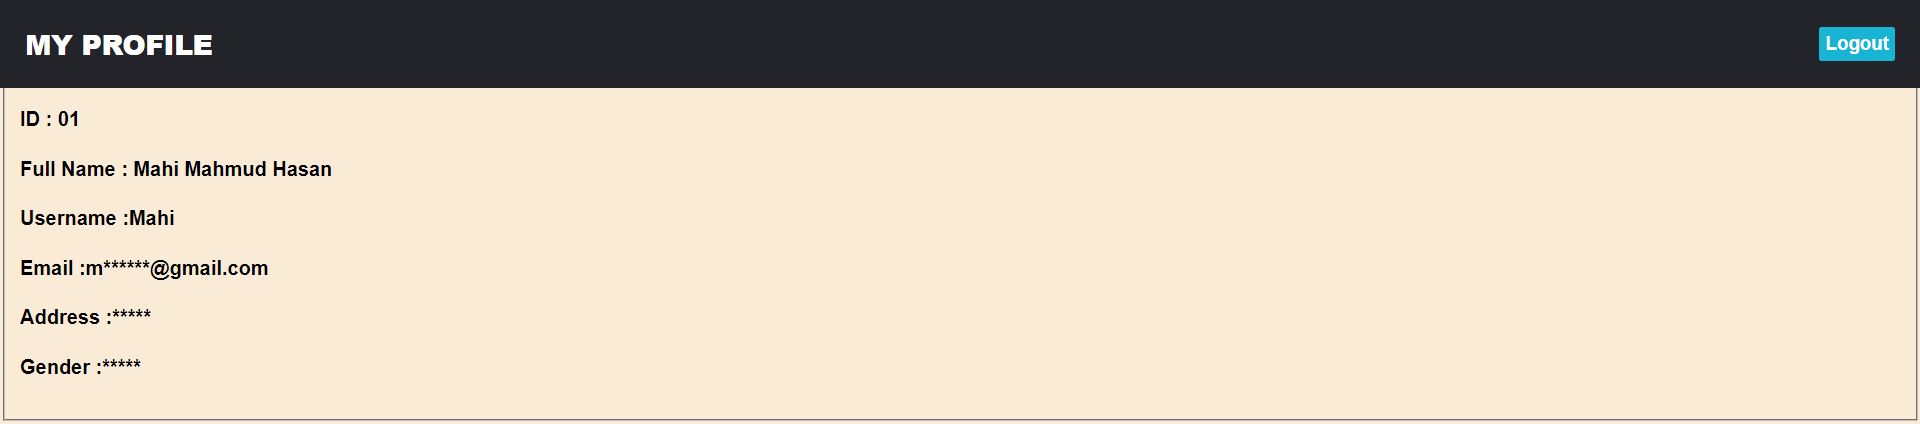 MY PROFILE
Logout
ID : 01
Full Name : Mahi Mahmud Hasan
Username :Mahi
Email :m******@gmail.com
Address :*****
Gender :*****